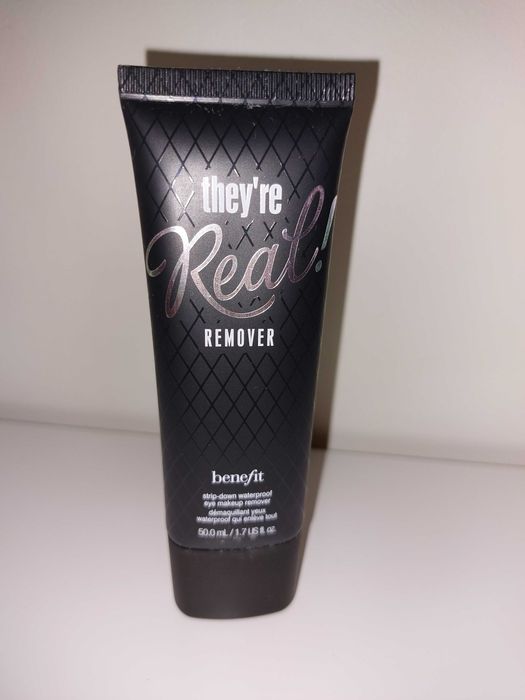 they're
Real!
REMOVER
benefit
strip-down waterproof
eye makeup remover
démaquillant yeux
waterproof qui enlève tout
50.0 mL / 1.7 US fl. oz.